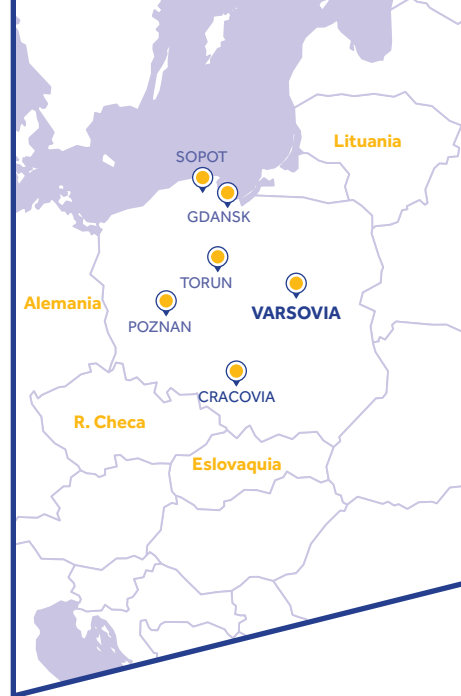 Lituania
SOPOT
GDANSK
TORUN
Alemania
VARSOVIA
POZNAN
CRACOVIA
R. Checa
Eslovaquia